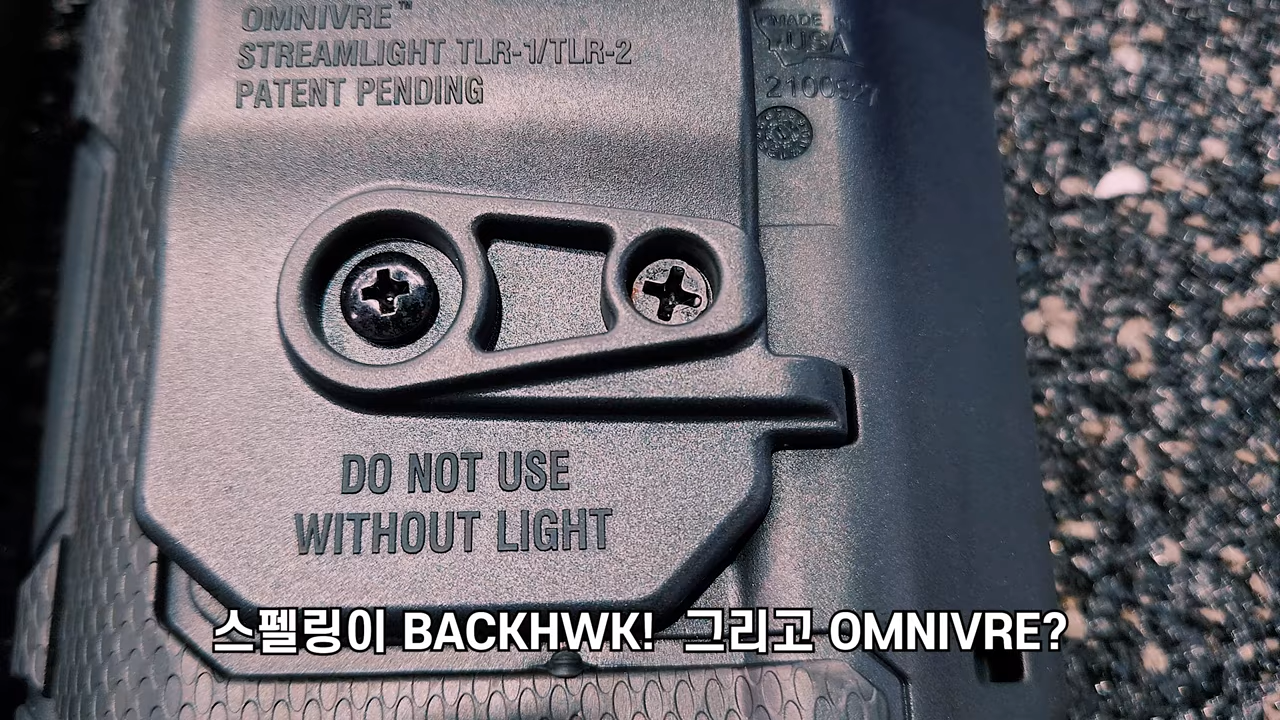 OMNIVRE™
STREAMLIGHT TLR-1/TLR-2
PATENT PENDING
MADE IN
USA
DO NOT USE
WITHOUT LIGHT
스펠링이 BACKHWK! 그리고 OMNIVRE?